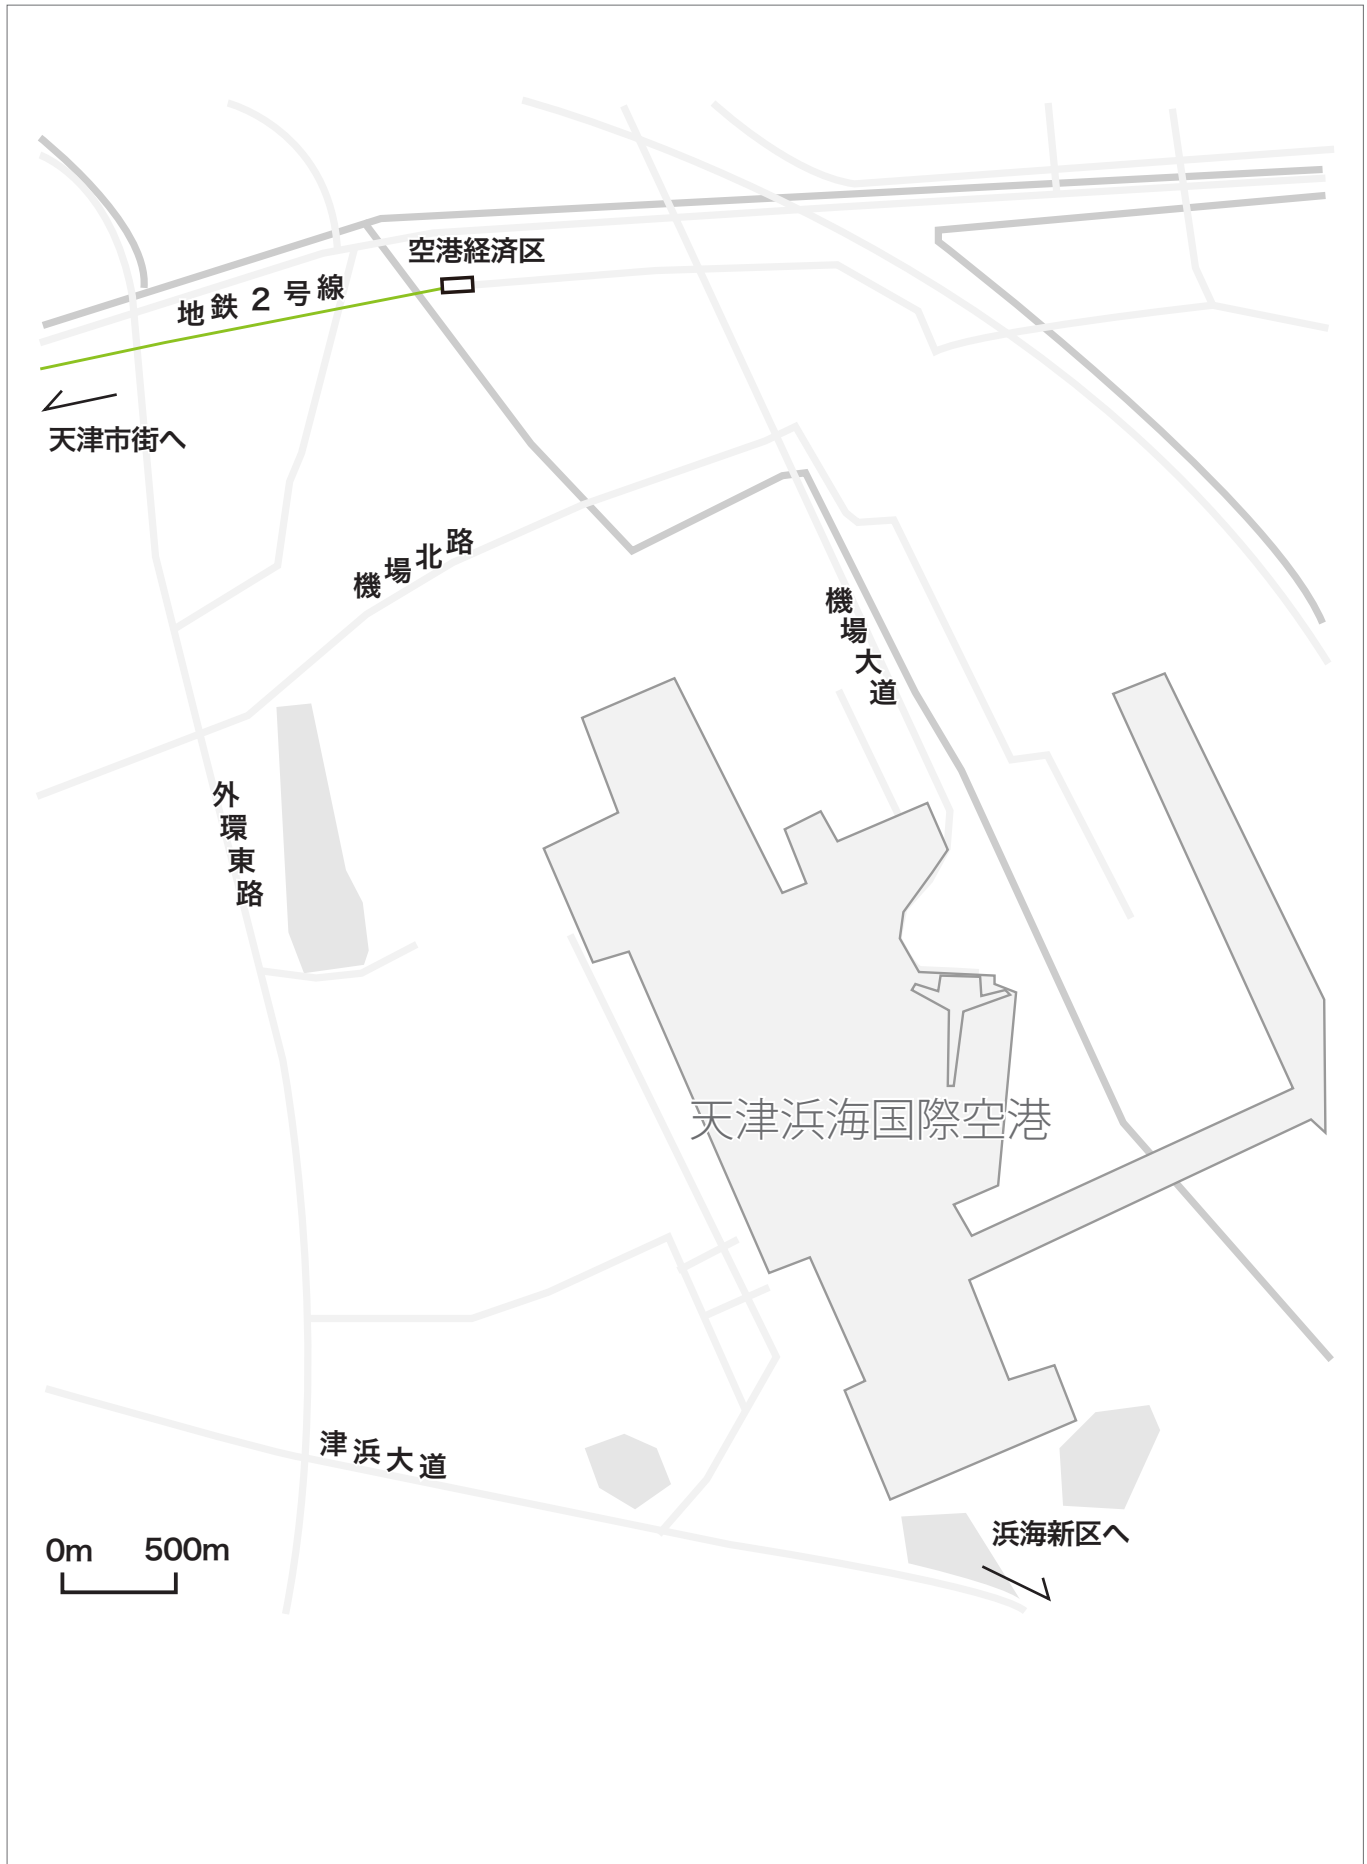 空港経済区
地鉄2号線
天津市街へ
機場北路
機場大道
外環東路
天津浜海国際空港
津浜大道
浜海新区へ
0m 500m